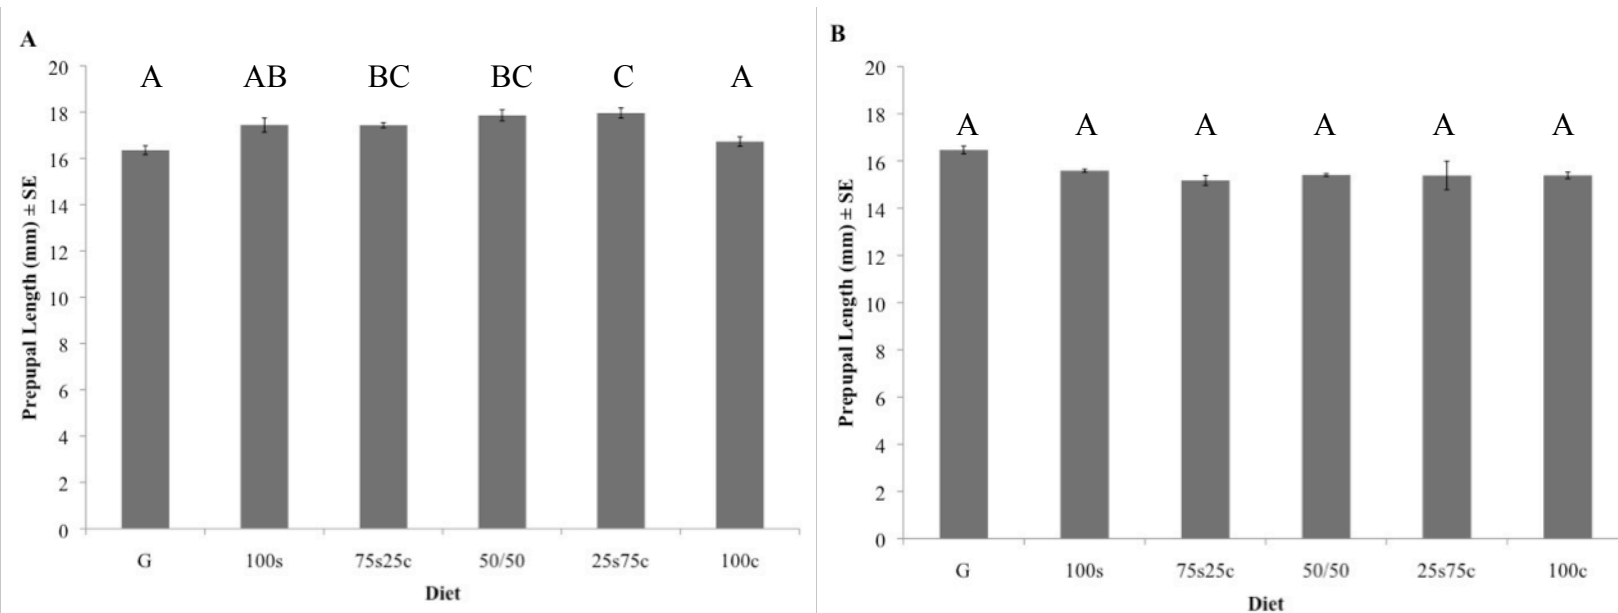 A
Prepupal Length (mm) ± SE
20
18
16
14
12
10
8
6
4
2
0
A AB BC BC C A
G 100s 75s25c 50/50 25s75c 100c
Diet
B
Prepupal Length (mm) ± SE
20
18
16
14
12
10
8
6
4
2
0
A A A A A A
G 100s 75s25c 50/50 25s75c 100c
Diet